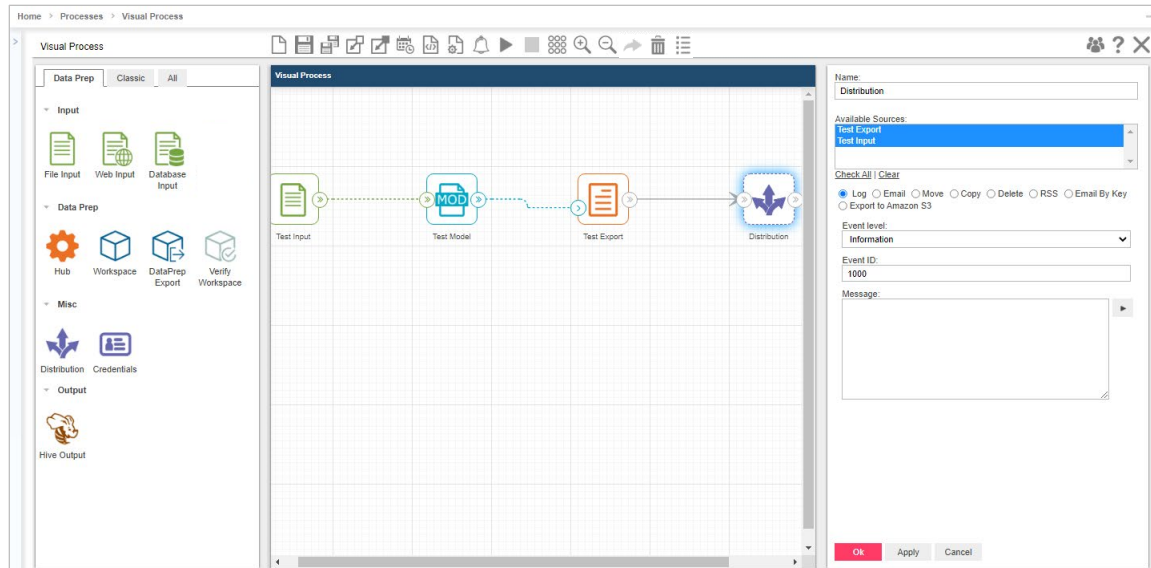 Home > Processes > Visual Process
Visual Process
Data Prep Classic All
Input
File Input Web Input Database Input
Data Prep
Hub Workspace DataPrep Export Verify Workspace
Misc
Distribution Credentials
Output
Hive Output
Visual Process
MOD
Test Input Test Model Test Export Distribution
Name:
Distribution
Available Sources:
Test Export
Test Input
Check All | Clear
Log Email Move Copy Delete RSS Email By Key
Export to Amazon S3
Event level:
Information
Event ID:
1000
Message:
Ok Apply Cancel